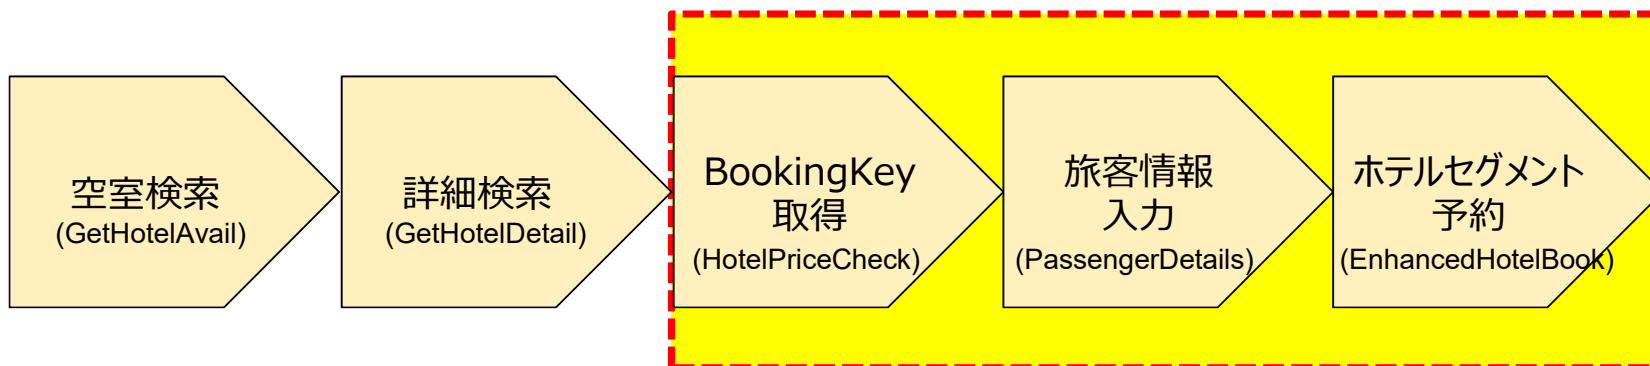 空室検索
(GetHotelAvail)
詳細検索
(GetHotelDetail)
BookingKey
取得
(HotelPriceCheck)
旅客情報
入力
(PassengerDetails)
ホテルセグメント
予約
(EnhancedHotelBook)